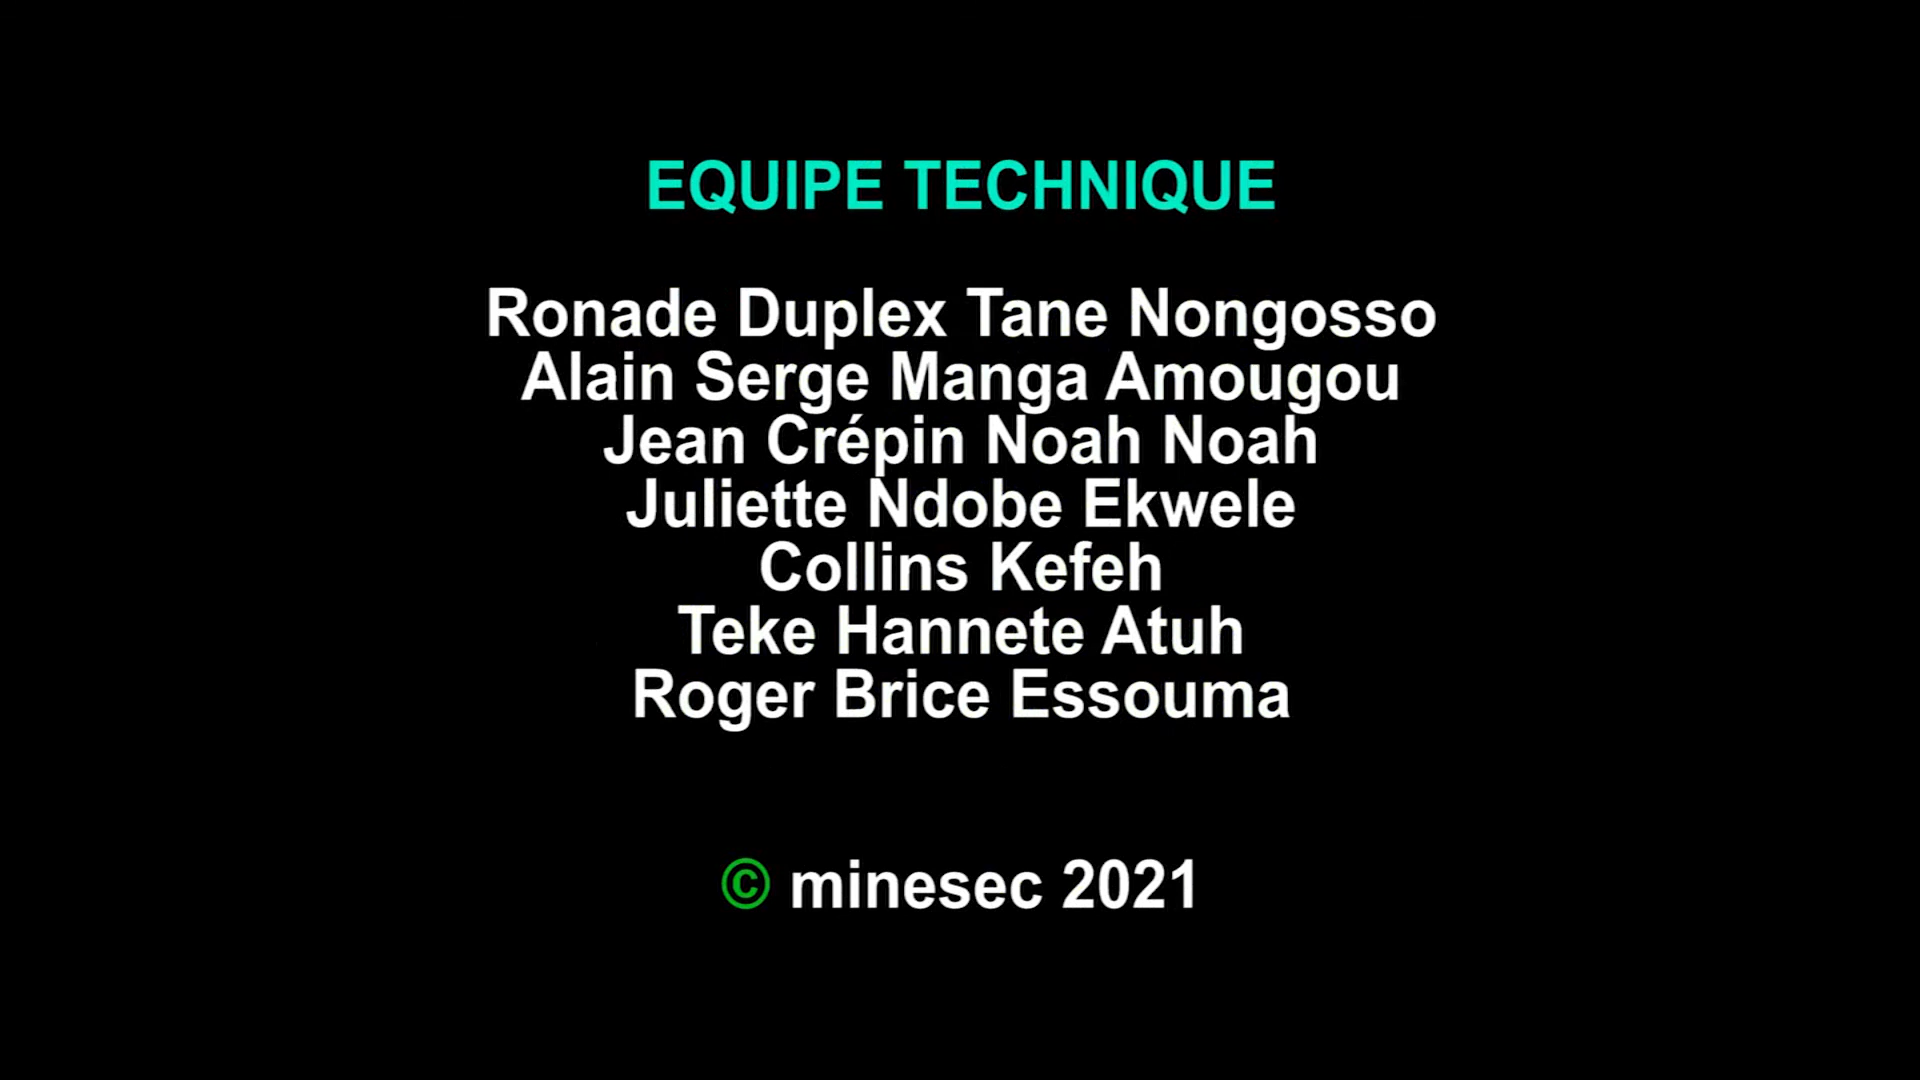 EQUIPE TECHNIQUE
Ronade Duplex Tane Nongosso
Alain Serge Manga Amougou
Jean Crépin Noah Noah
Juliette Ndobe Ekwele
Collins Kefeh
Teke Hannete Atuh
Roger Brice Essouma
© minesec 2021